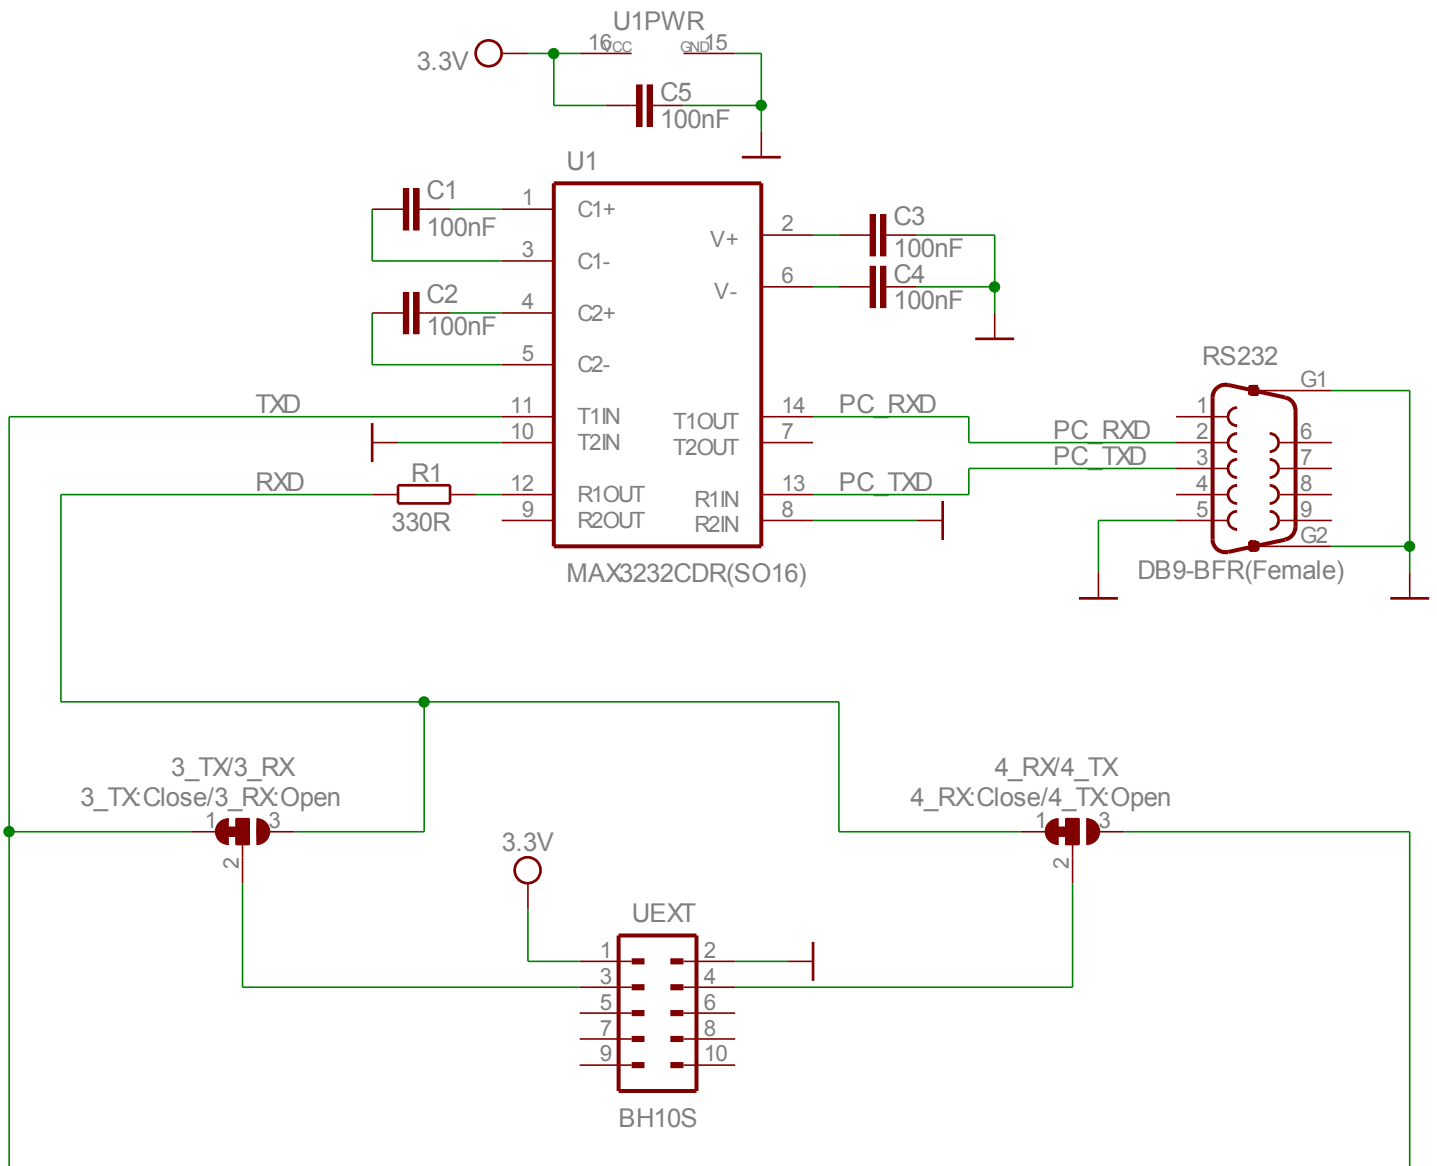 U1PWR
3.3V
16 VCC GND 15
C5
100nF
U1
C1
100nF
1 C1+
3 C1-
C2
100nF
4 C2+
5 C2-
V+ 2
C3
100nF
V- 6
C4
100nF
TXD 11 T1IN
10 T2IN
RXD R1 12 R1OUT
330R 9 R2OUT
T1OUT 14 PC_RXD
T2OUT 7
R1IN 13 PC_TXD
R2IN 8
MAX3232CDR(SO16)
RS232
G1
1
PC_RXD 2 6
PC_TXD 3 7
4 8
5 9
G2
DB9-BFR(Female)
3_TX/3_RX
3_TX:Close/3_RX:Open
1 3
2
4_RX/4_TX
4_RX:Close/4_TX:Open
1 3
2
3.3V
UEXT
1 2
3 4
5 6
7 8
9 10
BH10S